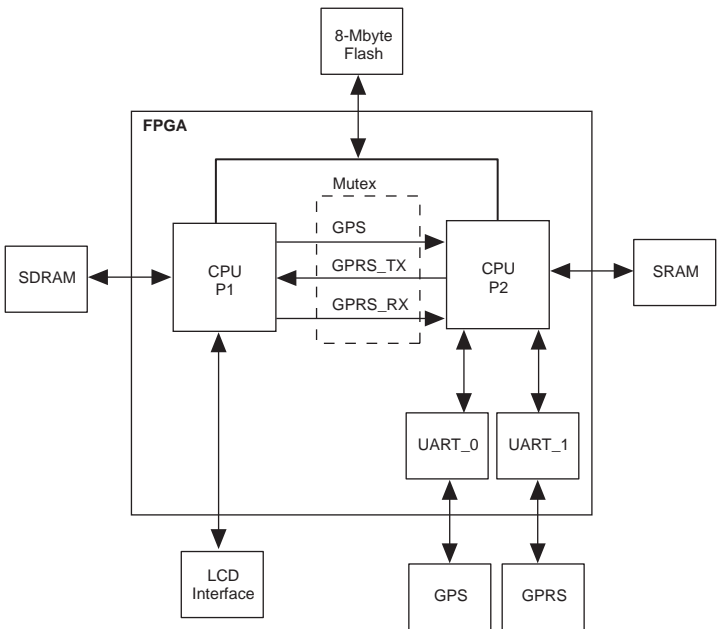 8-Mbyte
Flash
FPGA
Mutex
GPS
GPRS_TX
GPRS_RX
CPU
P1
CPU
P2
SDRAM
SRAM
UART_0
UART_1
LCD
Interface
GPS
GPRS